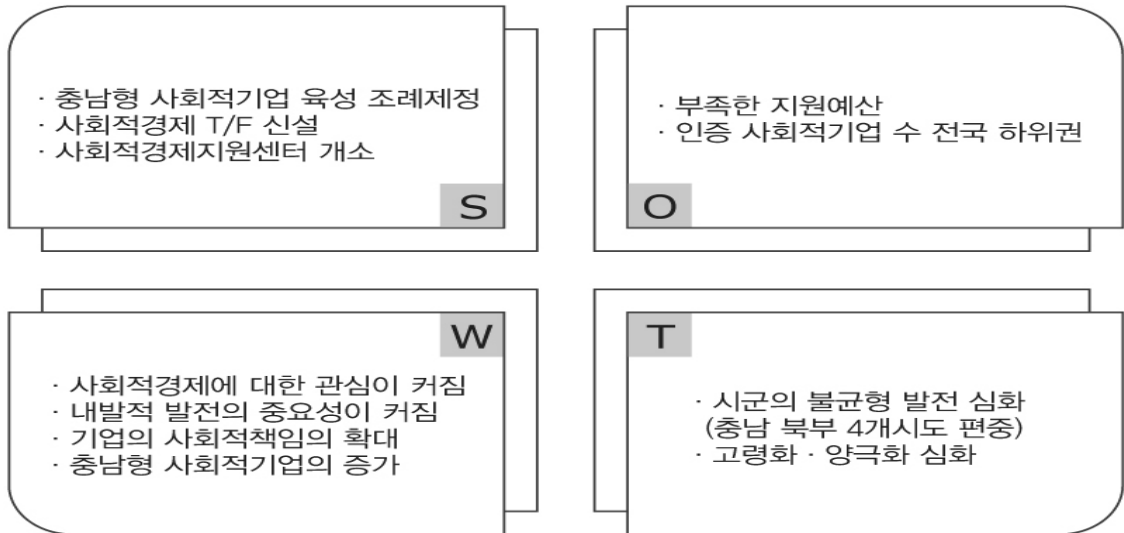 · 충남형 사회적기업 육성 조례제정
· 사회적경제 T/F 신설
· 사회적경제지원센터 개소
S
· 부족한 지원예산
· 인증 사회적기업 수 전국 하위권
O
W
· 사회적경제에 대한 관심이 커짐
· 내발적 발전의 중요성이 커짐
· 기업의 사회적책임의 확대
· 충남형 사회적기업의 증가
T
· 시군의 불균형 발전 심화
(충남 북부 4개시도 편중)
· 고령화 · 양극화 심화